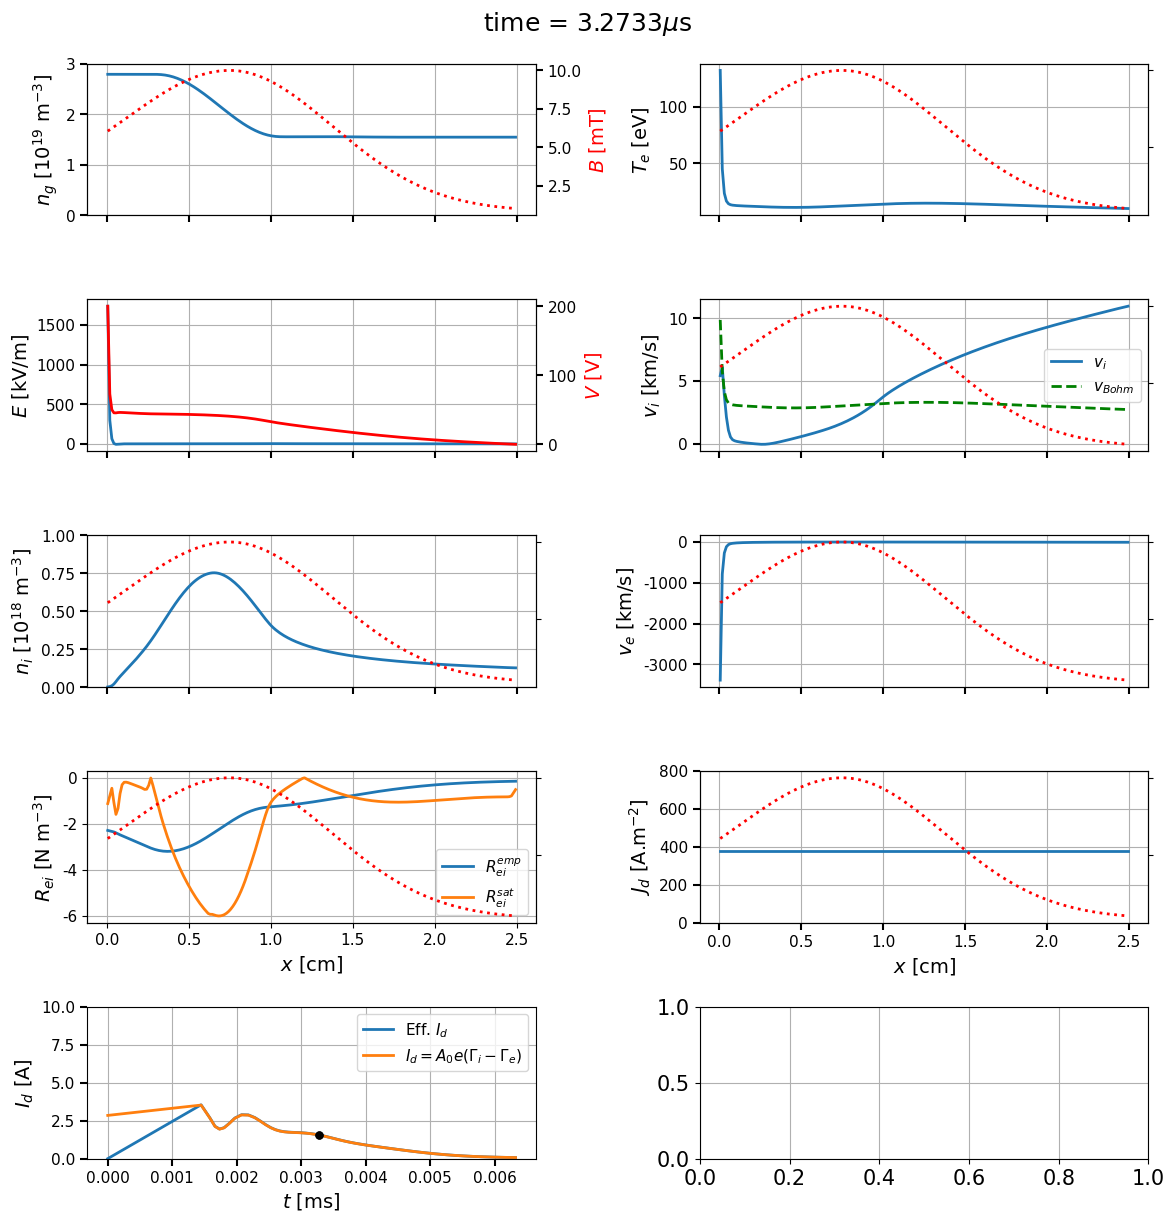 time = 3.2733μs
3
2
1
0
n_g [10^19 m^−3]
10.0
7.5
5.0
2.5
B [mT]
100
50
T_e [eV]
1500
1000
500
0
E [kV/m]
200
100
0
V [V]
10
5
0
v_i [km/s]
v_i
v_Bohm
1.00
0.75
0.50
0.25
0.00
n_i [10^18 m^−3]
0
-1000
-2000
-3000
v_e [km/s]
0
-2
-4
-6
R_ei [N m^−3]
R_ei^emp
R_ei^sat
0.0 0.5 1.0 1.5 2.0 2.5
x [cm]
800
600
400
200
0
J_d [A.m^−2]
0.0 0.5 1.0 1.5 2.0 2.5
x [cm]
10.0
7.5
5.0
2.5
0.0
I_d [A]
Eff. I_d
I_d = A_0e(Γ_i − Γ_e)
0.000 0.001 0.002 0.003 0.004 0.005 0.006
t [ms]
1.0
0.5
0.0
0.0 0.2 0.4 0.6 0.8 1.0